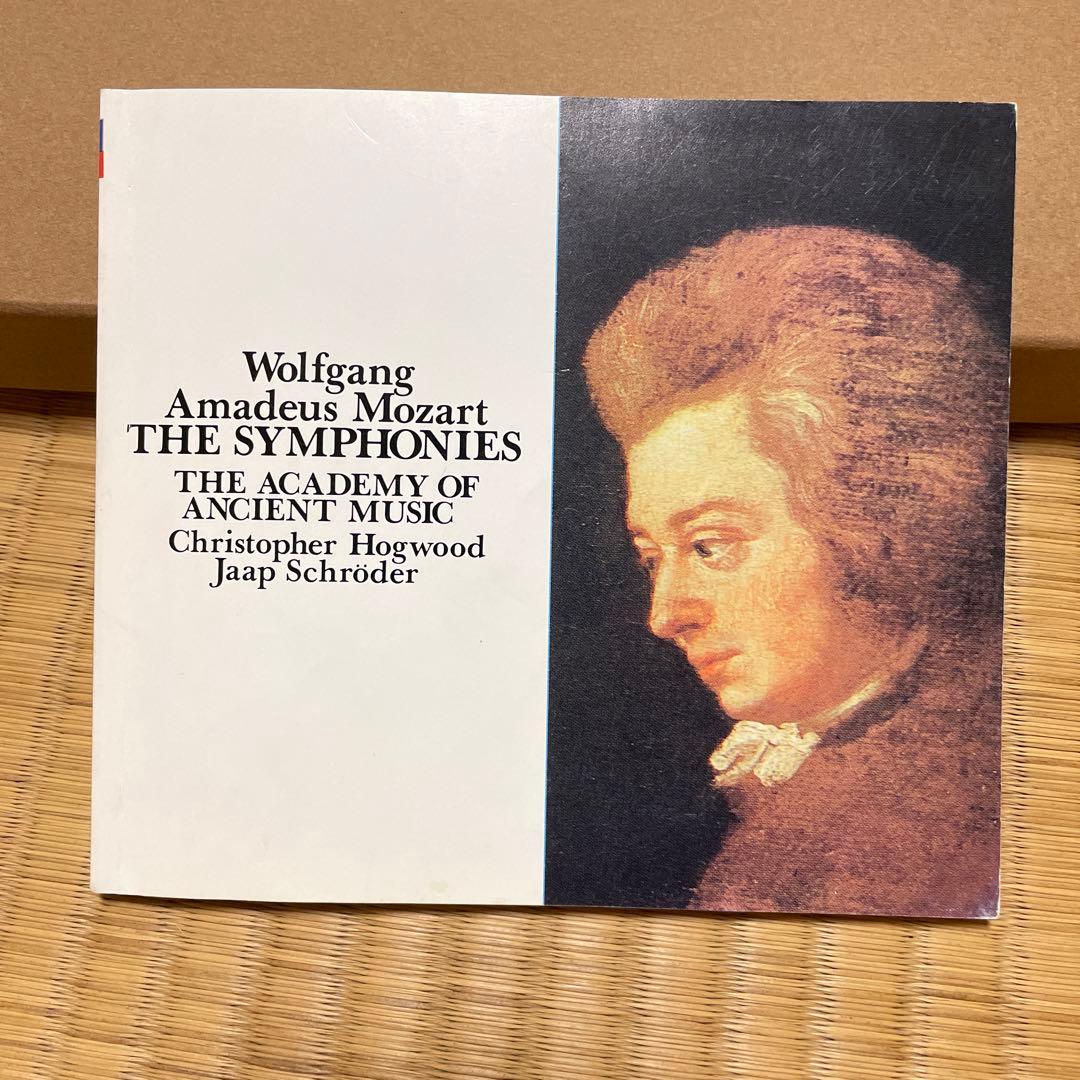 Wolfgang
Amadeus Mozart
THE SYMPHONIES
THE ACADEMY OF
ANCIENT MUSIC
Christopher Hogwood
Jaap Schröder